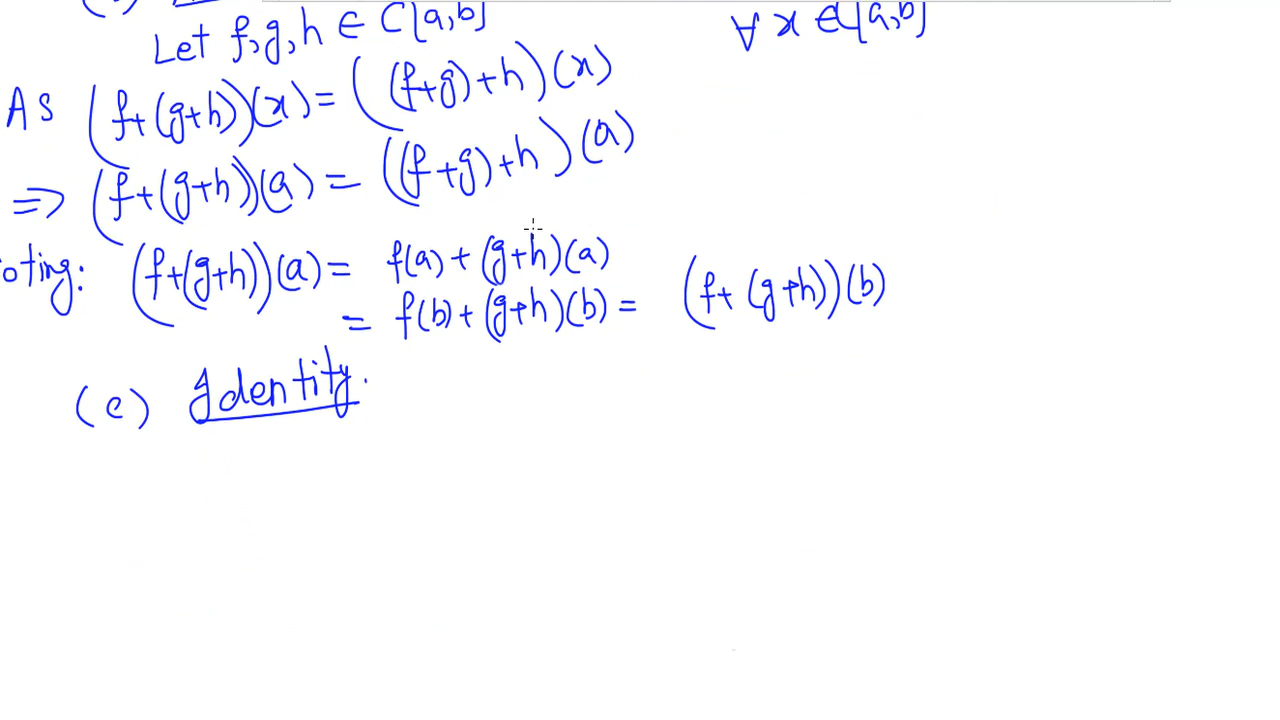 Let f,g,h ∈ C[a,b] ∀ x ∈ [a,b]
As (f+(g+h))(x) = ((f+g)+h)(x)
⇒ (f+(g+h))(a) = ((f+g)+h)(a)
oting: (f+(g+h))(a) = f(a)+(g+h)(a)
= f(b)+(g+h)(b) = (f+(g+h))(b)
(c) Identity.